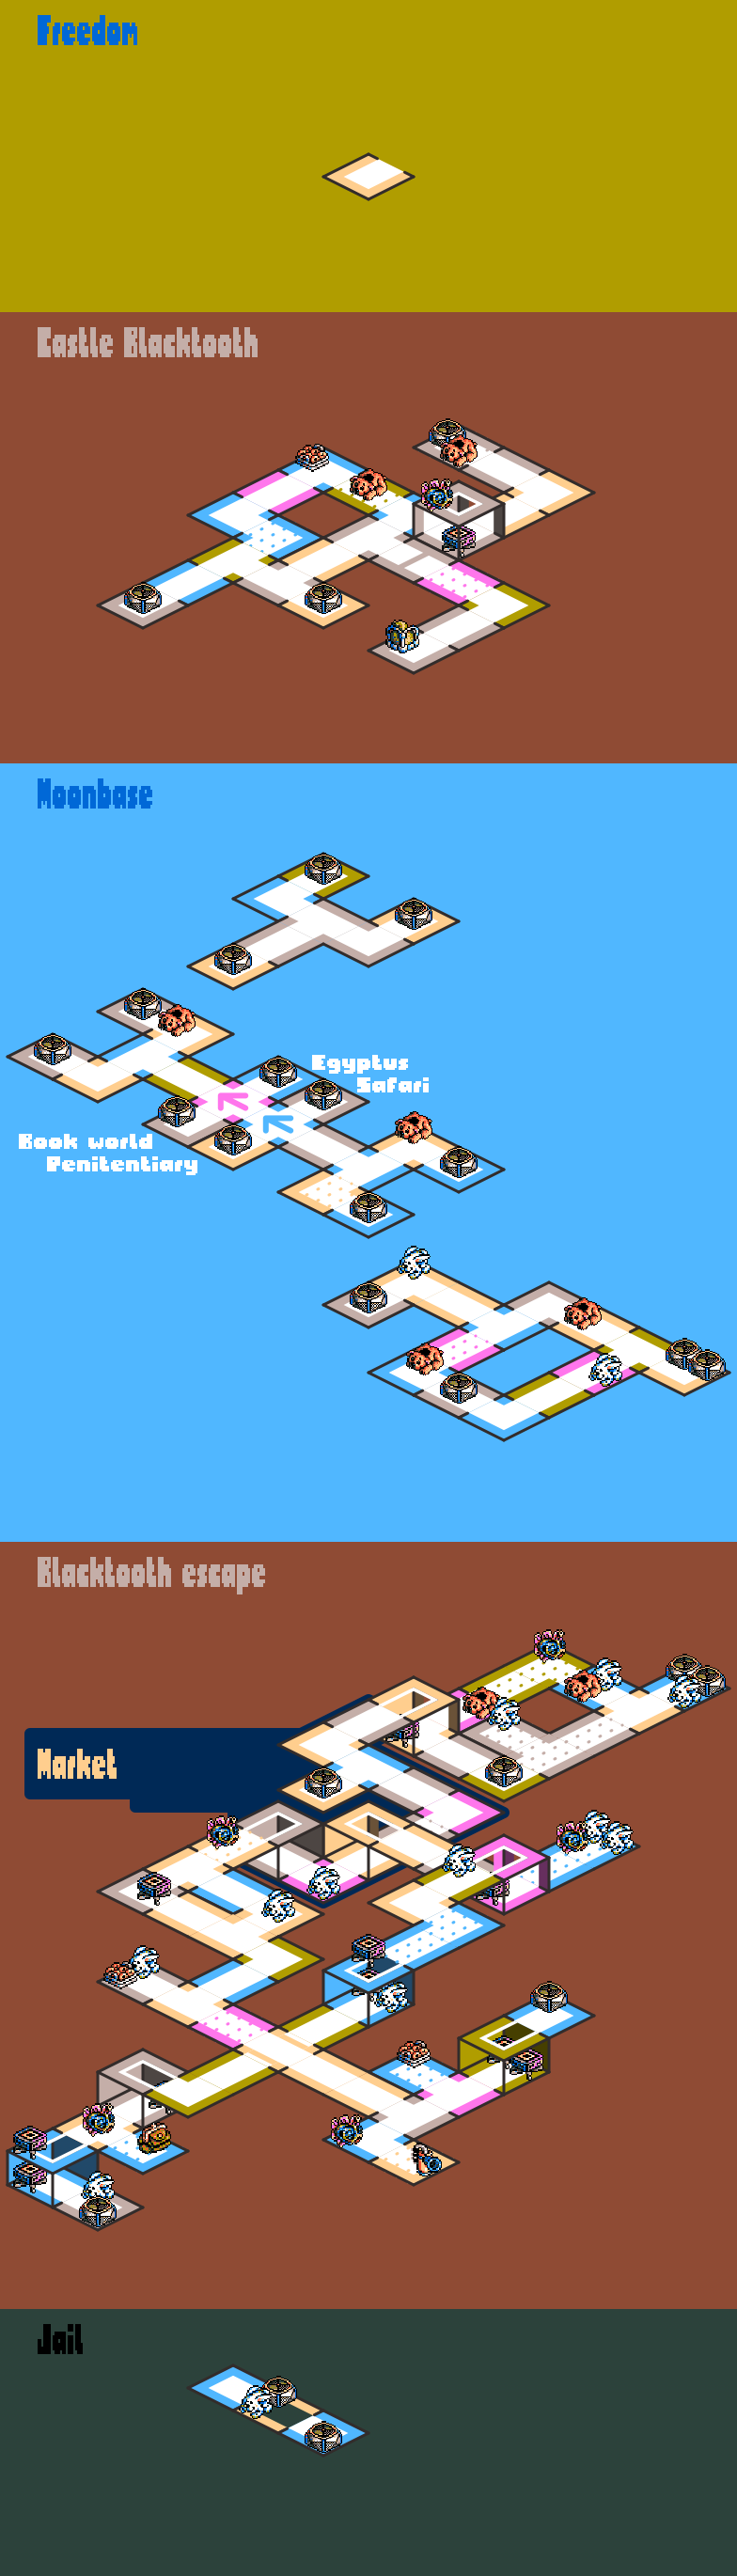 Freedom
Castle Blacktooth
Moonbase
Egyptus
Safari
Book world
Penitentiary
Blacktooth escape
Market
Jail